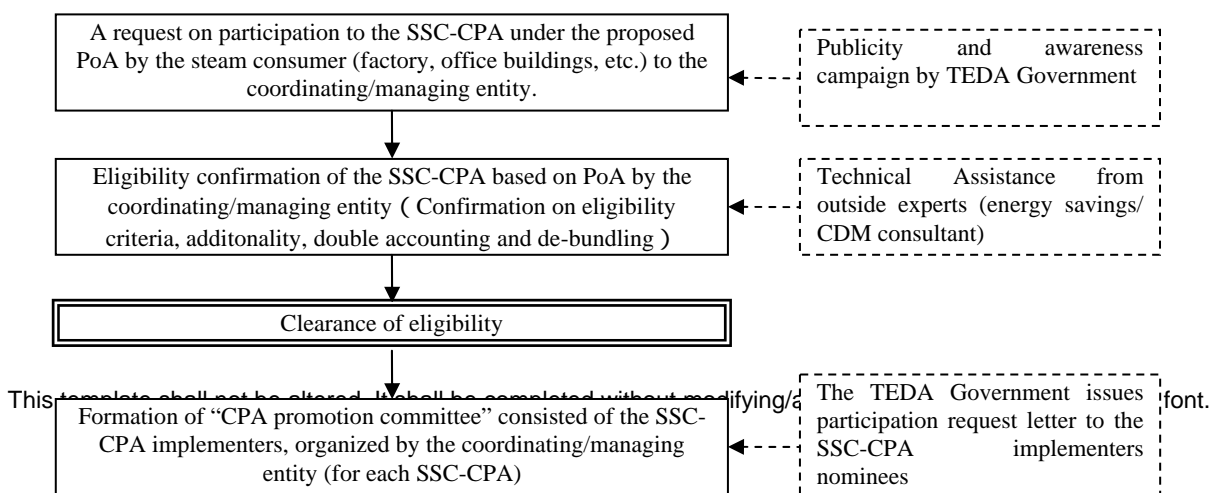 A request on participation to the SSC-CPA under the proposed
PoA by the steam consumer (factory, office buildings, etc.) to the
coordinating/managing entity.
Publicity and awareness
campaign by TEDA Government
Eligibility confirmation of the SSC-CPA based on PoA by the
coordinating/managing entity ( Confirmation on eligibility
criteria, additonality, double accounting and de-bundling )
Technical Assistance from
outside experts (energy savings/
CDM consultant)
Clearance of eligibility
This template shall not be altered. It shall be completed without modifying/a font.
Formation of “CPA promotion committee” consisted of the SSC-
CPA implementers, organized by the coordinating/managing
entity (for each SSC-CPA)
The TEDA Government issues
participation request letter to the
SSC-CPA implementers
nominees